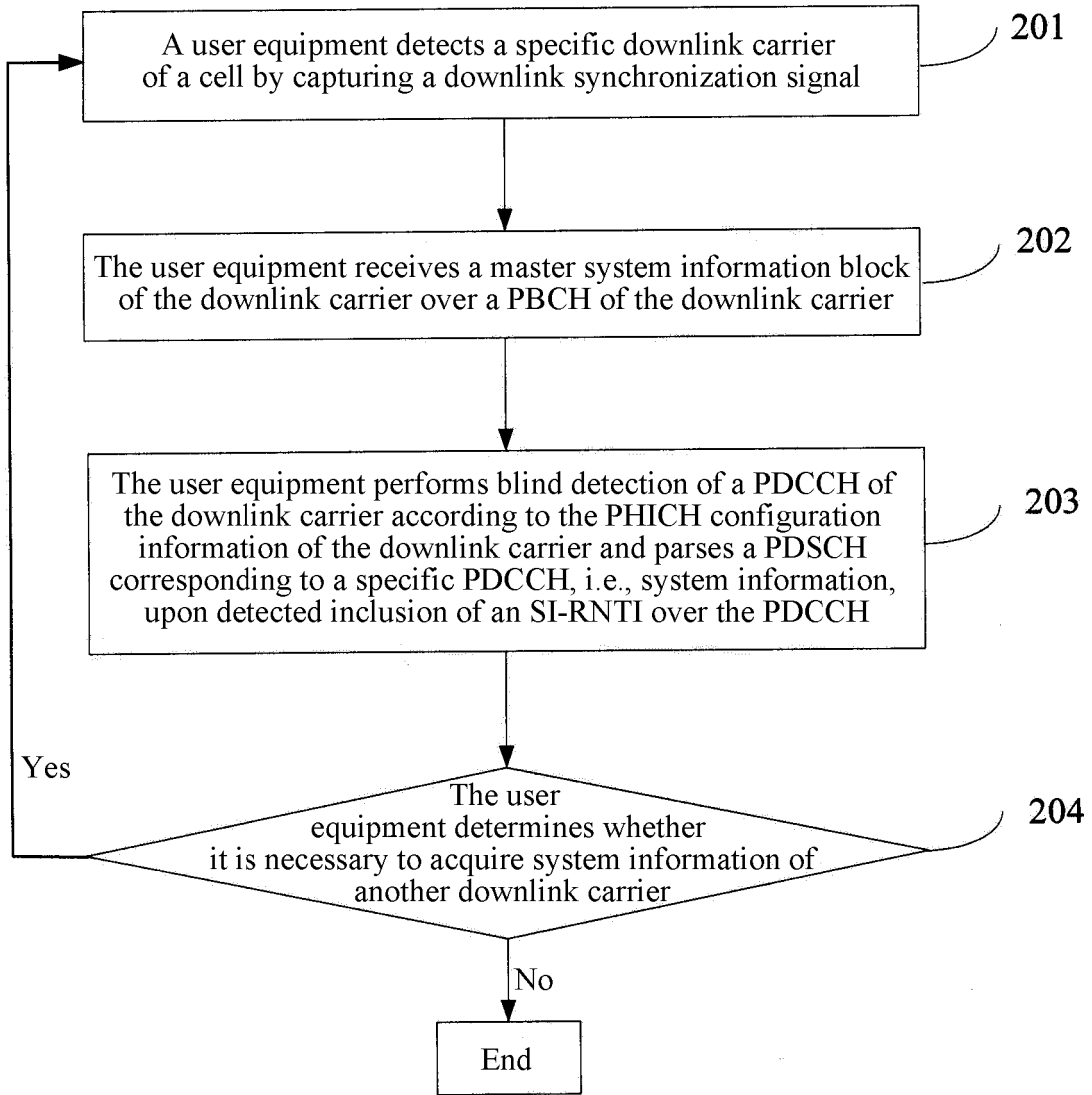 A user equipment detects a specific downlink carrier
of a cell by capturing a downlink synchronization signal
201
The user equipment receives a master system information block
of the downlink carrier over a PBCH of the downlink carrier
202
The user equipment performs blind detection of a PDCCH of
the downlink carrier according to the PHICH configuration
information of the downlink carrier and parses a PDSCH
corresponding to a specific PDCCH, i.e., system information,
upon detected inclusion of an SI-RNTI over the PDCCH
203
Yes
The user
equipment determines whether
it is necessary to acquire system information of
another downlink carrier
204
No
End